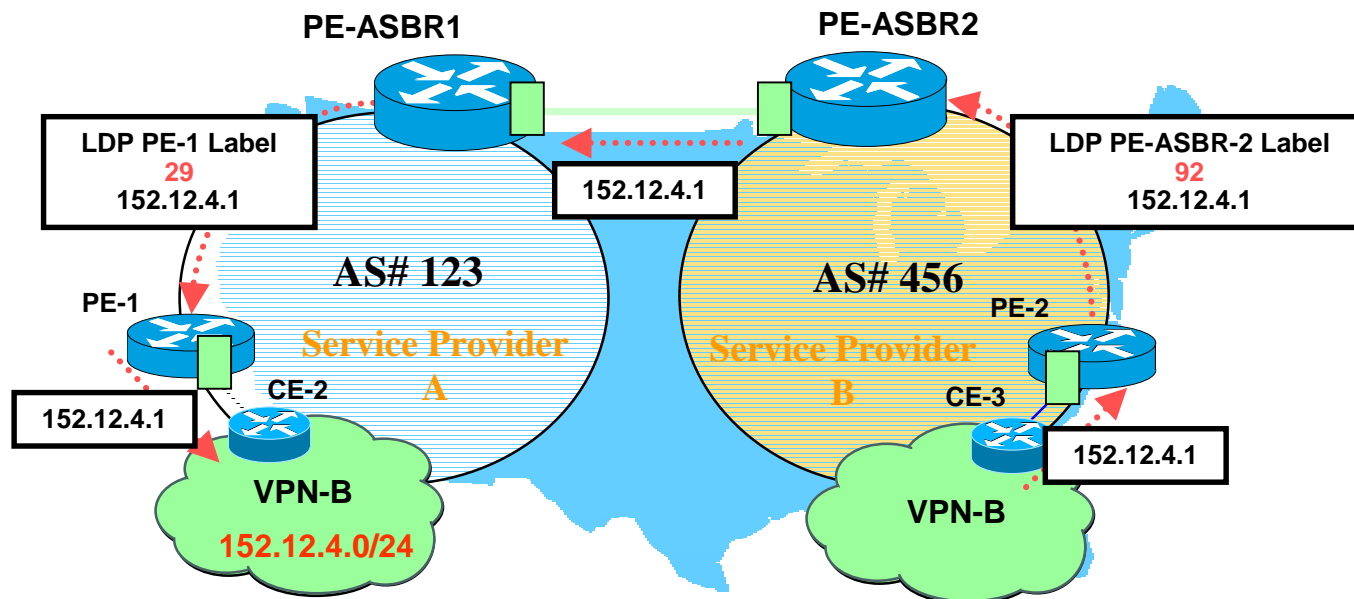 PE-ASBR1
PE-ASBR2
LDP PE-1 Label
29
152.12.4.1
152.12.4.1
LDP PE-ASBR-2 Label
92
152.12.4.1
AS# 123
AS# 456
PE-1
PE-2
Service Provider
A
Service Provider
B
CE-2
CE-3
152.12.4.1
152.12.4.1
VPN-B
152.12.4.0/24
VPN-B